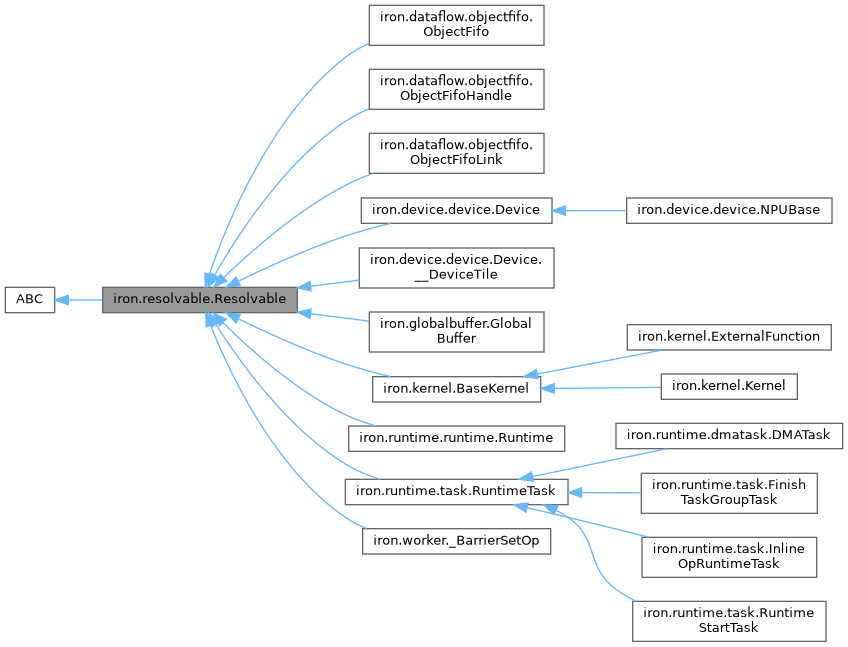 iron.dataflow.objectfifo.
ObjectFifo
iron.dataflow.objectfifo.
ObjectFifoHandle
iron.dataflow.objectfifo.
ObjectFifoLink
iron.device.device.Device
iron.device.device.NPUBase
iron.device.device.Device.
__DeviceTile
ABC
iron.resolvable.Resolvable
iron.globalbuffer.Global
Buffer
iron.kernel.ExternalFunction
iron.kernel.BaseKernel
iron.kernel.Kernel
iron.runtime.runtime.Runtime
iron.runtime.dmatask.DMATask
iron.runtime.task.RuntimeTask
iron.runtime.task.Finish
TaskGroupTask
iron.worker._BarrierSetOp
iron.runtime.task.Inline
OpRuntimeTask
iron.runtime.task.Runtime
StartTask